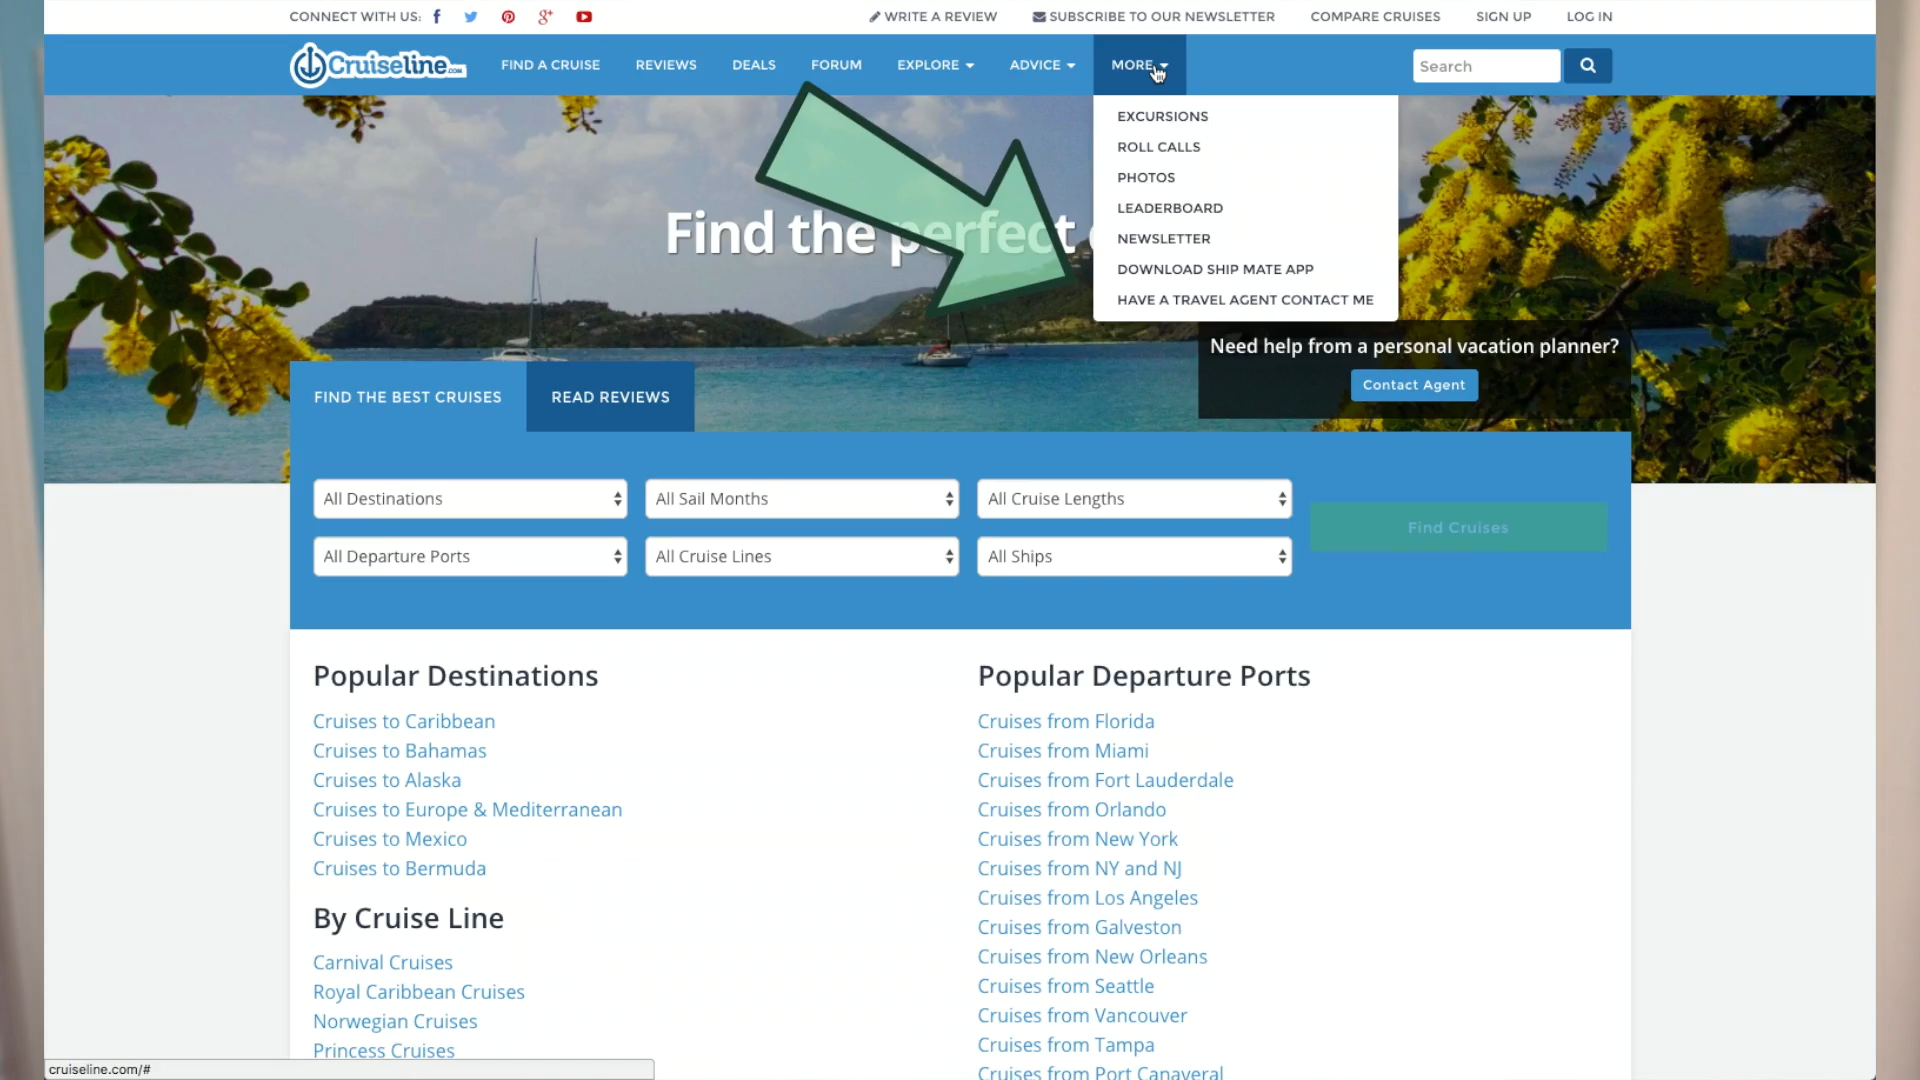 CONNECT WITH US:
WRITE A REVIEW
SUBSCRIBE TO OUR NEWSLETTER
COMPARE CRUISES
SIGN UP
LOG IN
Cruiseline.com
FIND A CRUISE
REVIEWS
DEALS
FORUM
EXPLORE
ADVICE
MORE
Search
EXCURSIONS
ROLL CALLS
PHOTOS
LEADERBOARD
NEWSLETTER
DOWNLOAD SHIP MATE APP
HAVE A TRAVEL AGENT CONTACT ME
Find the perfect
Need help from a personal vacation planner?
Contact Agent
FIND THE BEST CRUISES
READ REVIEWS
All Destinations
All Sail Months
All Cruise Lengths
Find Cruises
All Departure Ports
All Cruise Lines
All Ships
Popular Destinations
Cruises to Caribbean
Cruises to Bahamas
Cruises to Alaska
Cruises to Europe & Mediterranean
Cruises to Mexico
Cruises to Bermuda
By Cruise Line
Carnival Cruises
Royal Caribbean Cruises
Norwegian Cruises
Princess Cruises
Popular Departure Ports
Cruises from Florida
Cruises from Miami
Cruises from Fort Lauderdale
Cruises from Orlando
Cruises from New York
Cruises from NY and NJ
Cruises from Los Angeles
Cruises from Galveston
Cruises from New Orleans
Cruises from Seattle
Cruises from Vancouver
Cruises from Tampa
Cruises from Port Canaveral
cruiseline.com/#